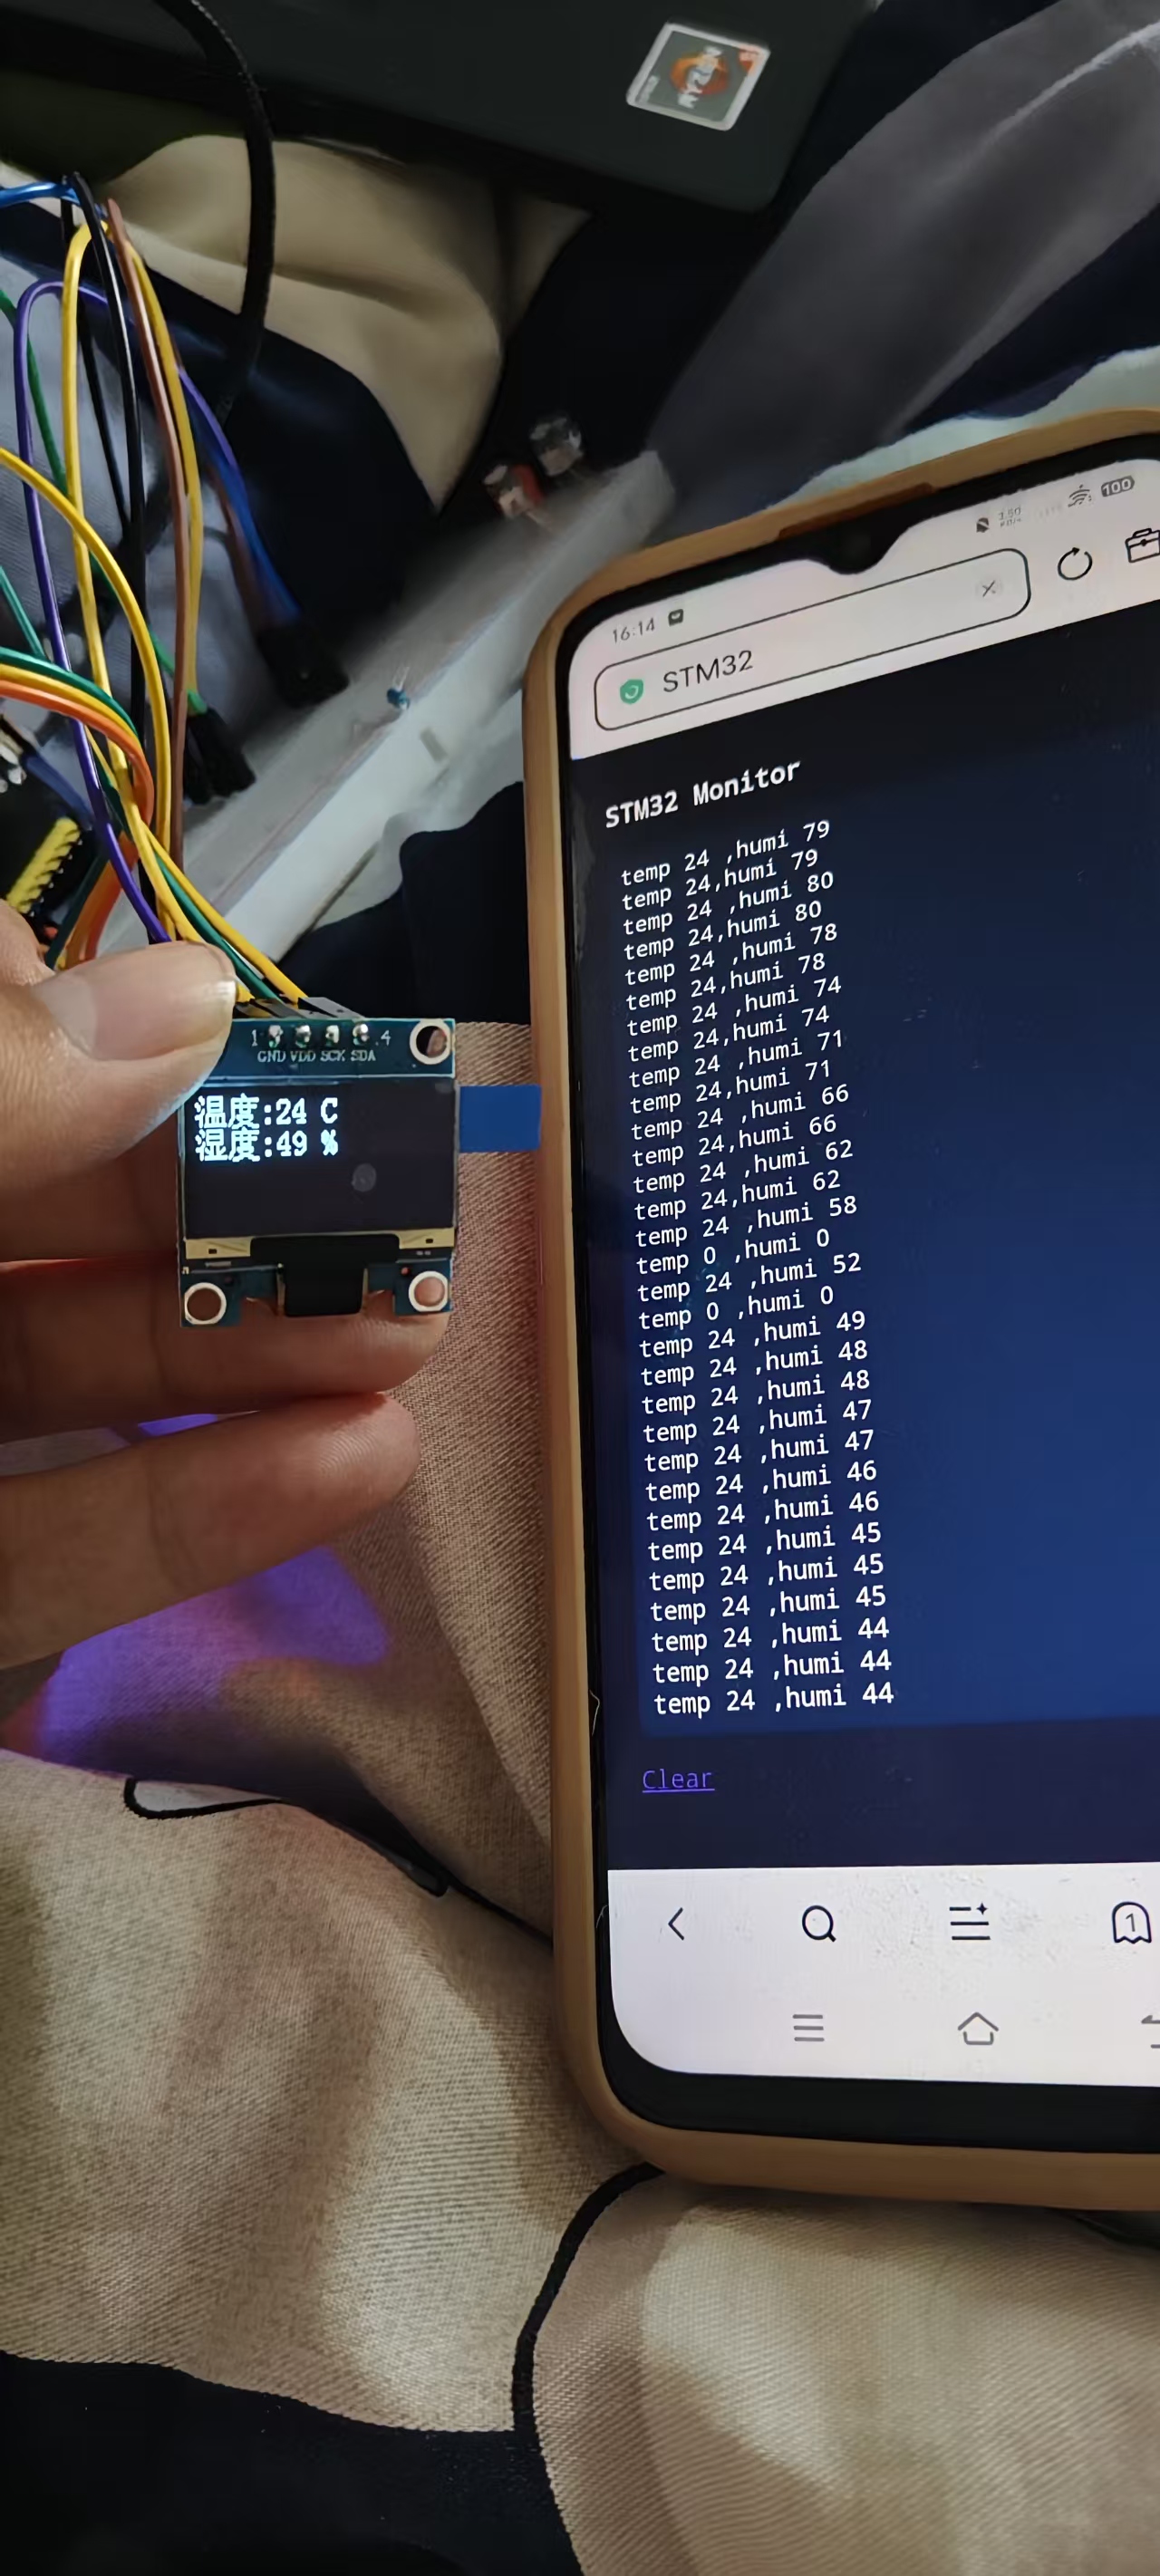 16:14
100
STM32
STM32 Monitor
temp 24 ,humi 79
temp 24,humi 79
temp 24 ,humi 80
temp 24,humi 80
temp 24 ,humi 78
temp 24,humi 78
temp 24 ,humi 74
temp 24,humi 74
temp 24 ,humi 71
temp 24,humi 71
temp 24 ,humi 66
temp 24,humi 66
temp 24 ,humi 62
temp 24,humi 62
temp 24 ,humi 58
temp 0 ,humi 0
temp 24 ,humi 52
temp 0 ,humi 0
temp 24 ,humi 49
temp 24 ,humi 48
temp 24 ,humi 48
temp 24 ,humi 47
temp 24 ,humi 47
temp 24 ,humi 46
temp 24 ,humi 46
temp 24 ,humi 45
temp 24 ,humi 45
temp 24 ,humi 45
temp 24 ,humi 44
temp 24 ,humi 44
temp 24 ,humi 44
Clear
1
1 4
GND VDD SCK SDA
温度:24 C
湿度:49 %